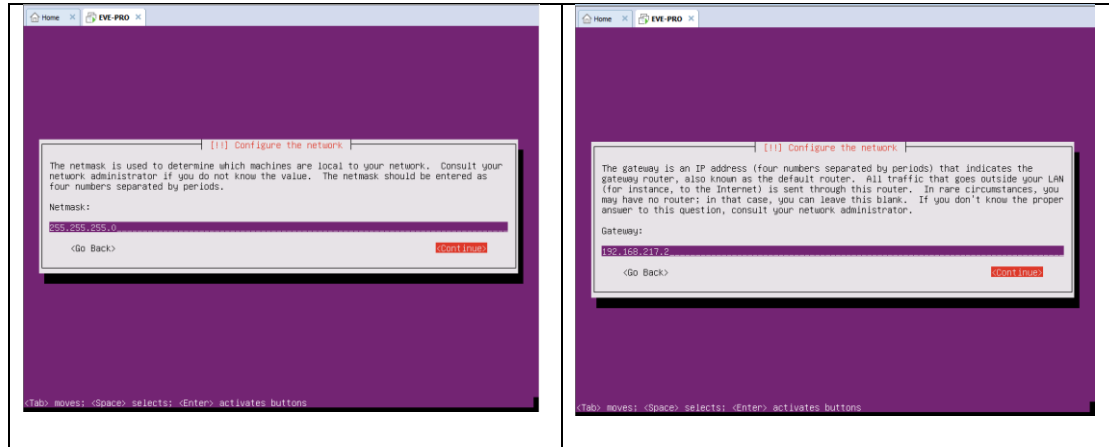 Home × EVE-PRO ×
[!!] Configure the network
The netmask is used to determine which machines are local to your network.  Consult your
network administrator if you do not know the value.  The netmask should be entered as
four numbers separated by periods.
Netmask:
255.255.255.0
<Go Back> <Continue>
<Tab> moves; <Space> selects; <Enter> activates buttons
Home × EVE-PRO ×
[!!] Configure the network
The gateway is an IP address (four numbers separated by periods) that indicates the
gateway router, also known as the default router.  All traffic that goes outside your LAN
(for instance, to the Internet) is sent through this router.  In rare circumstances, you
may have no router; in that case, you can leave this blank.  If you don't know the proper
answer to this question, consult your network administrator.
Gateway:
192.168.217.2
<Go Back> <Continue>
<Tab> moves; <Space> selects; <Enter> activates buttons